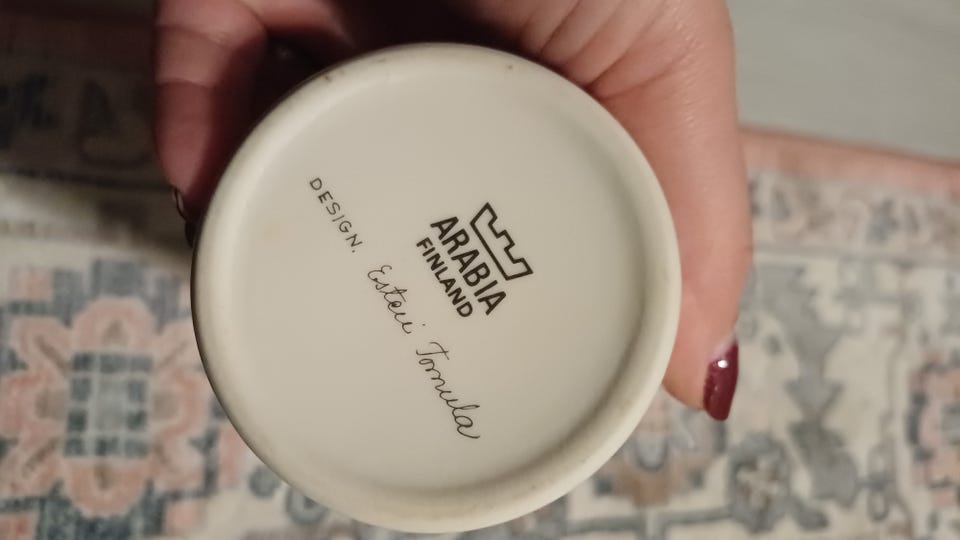 ARABIA
FINLAND
DESIGN. Esteri Tomula